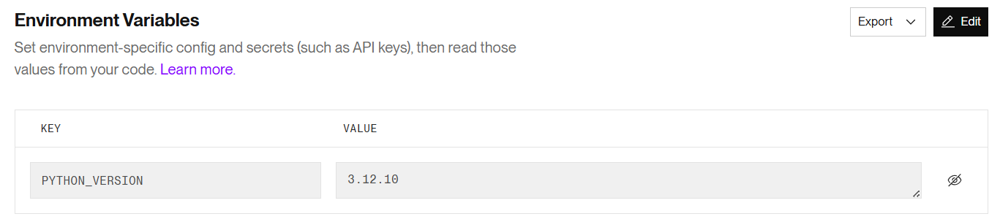 Environment Variables
Export
Edit
Set environment-specific config and secrets (such as API keys), then read those
values from your code. Learn more.
KEY
VALUE
PYTHON_VERSION
3.12.10